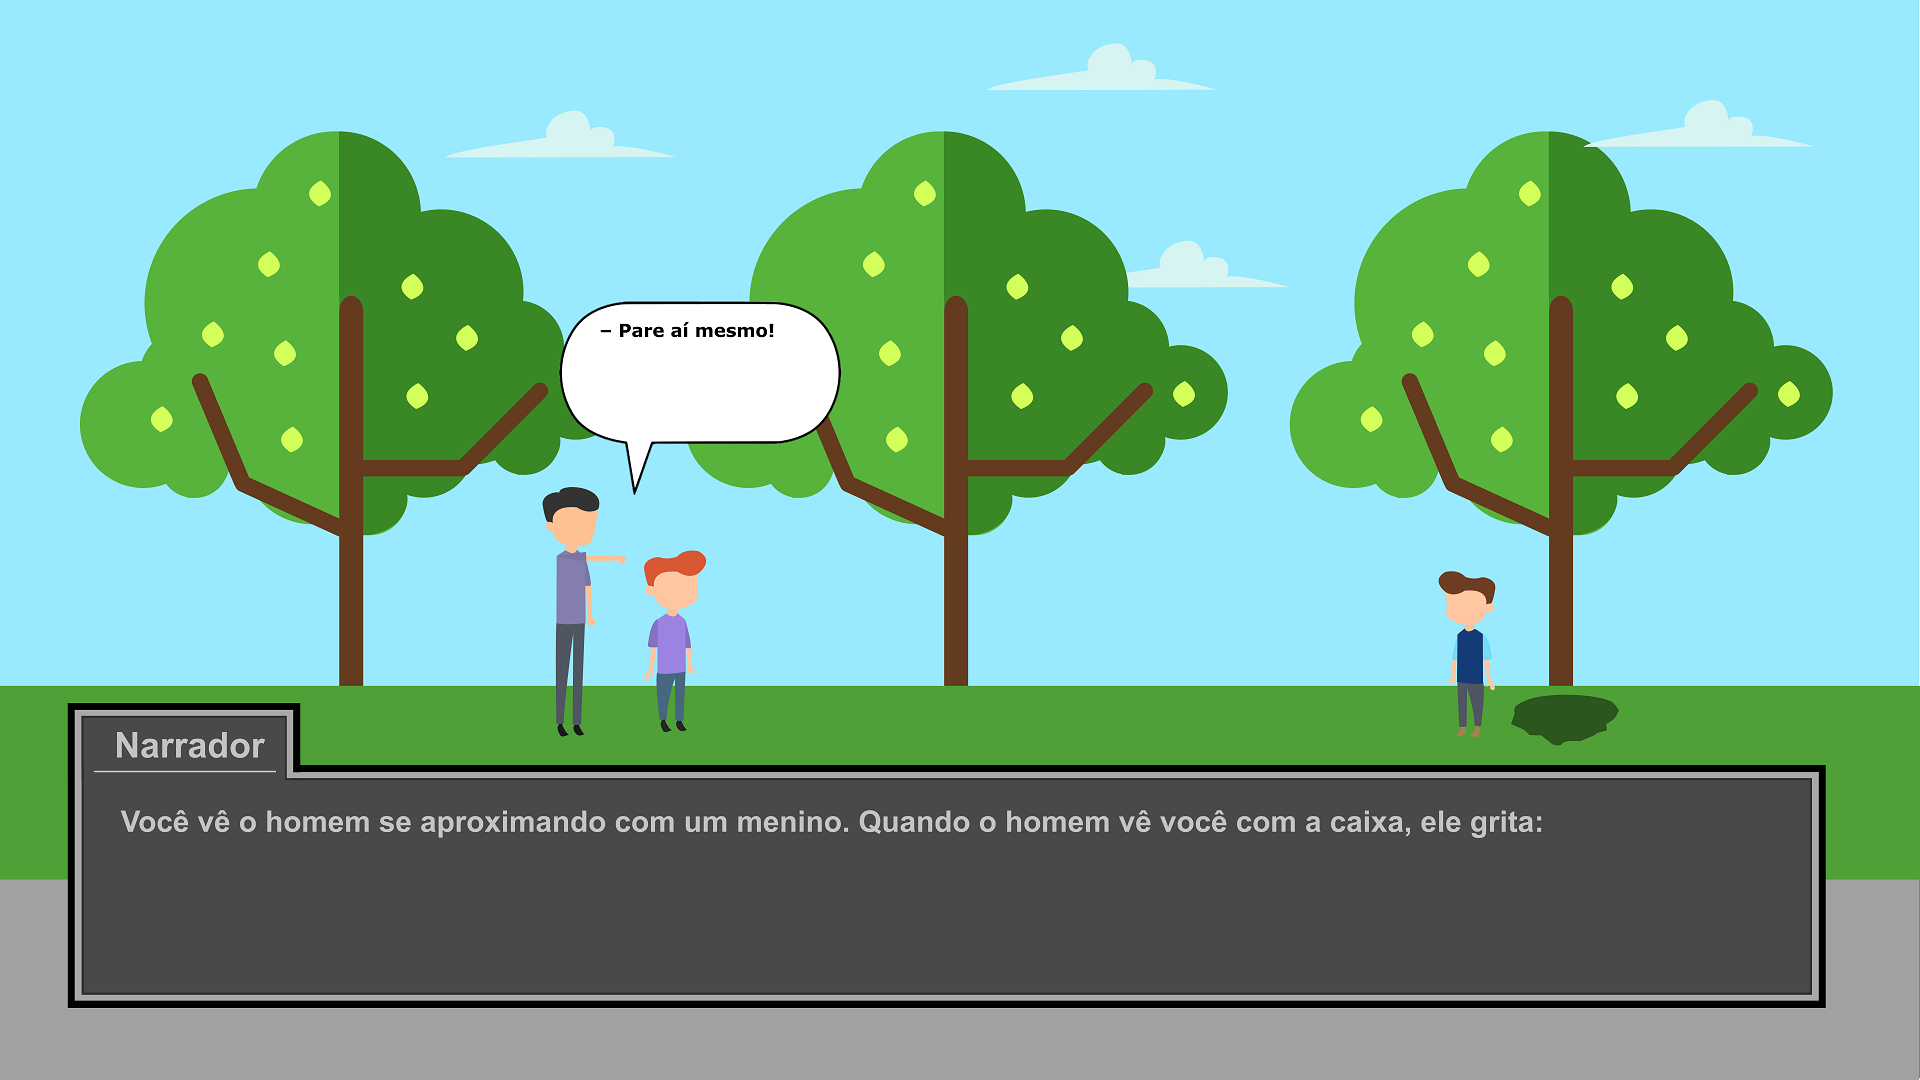 – Pare aí mesmo!
Narrador
Você vê o homem se aproximando com um menino. Quando o homem vê você com a caixa, ele grita: